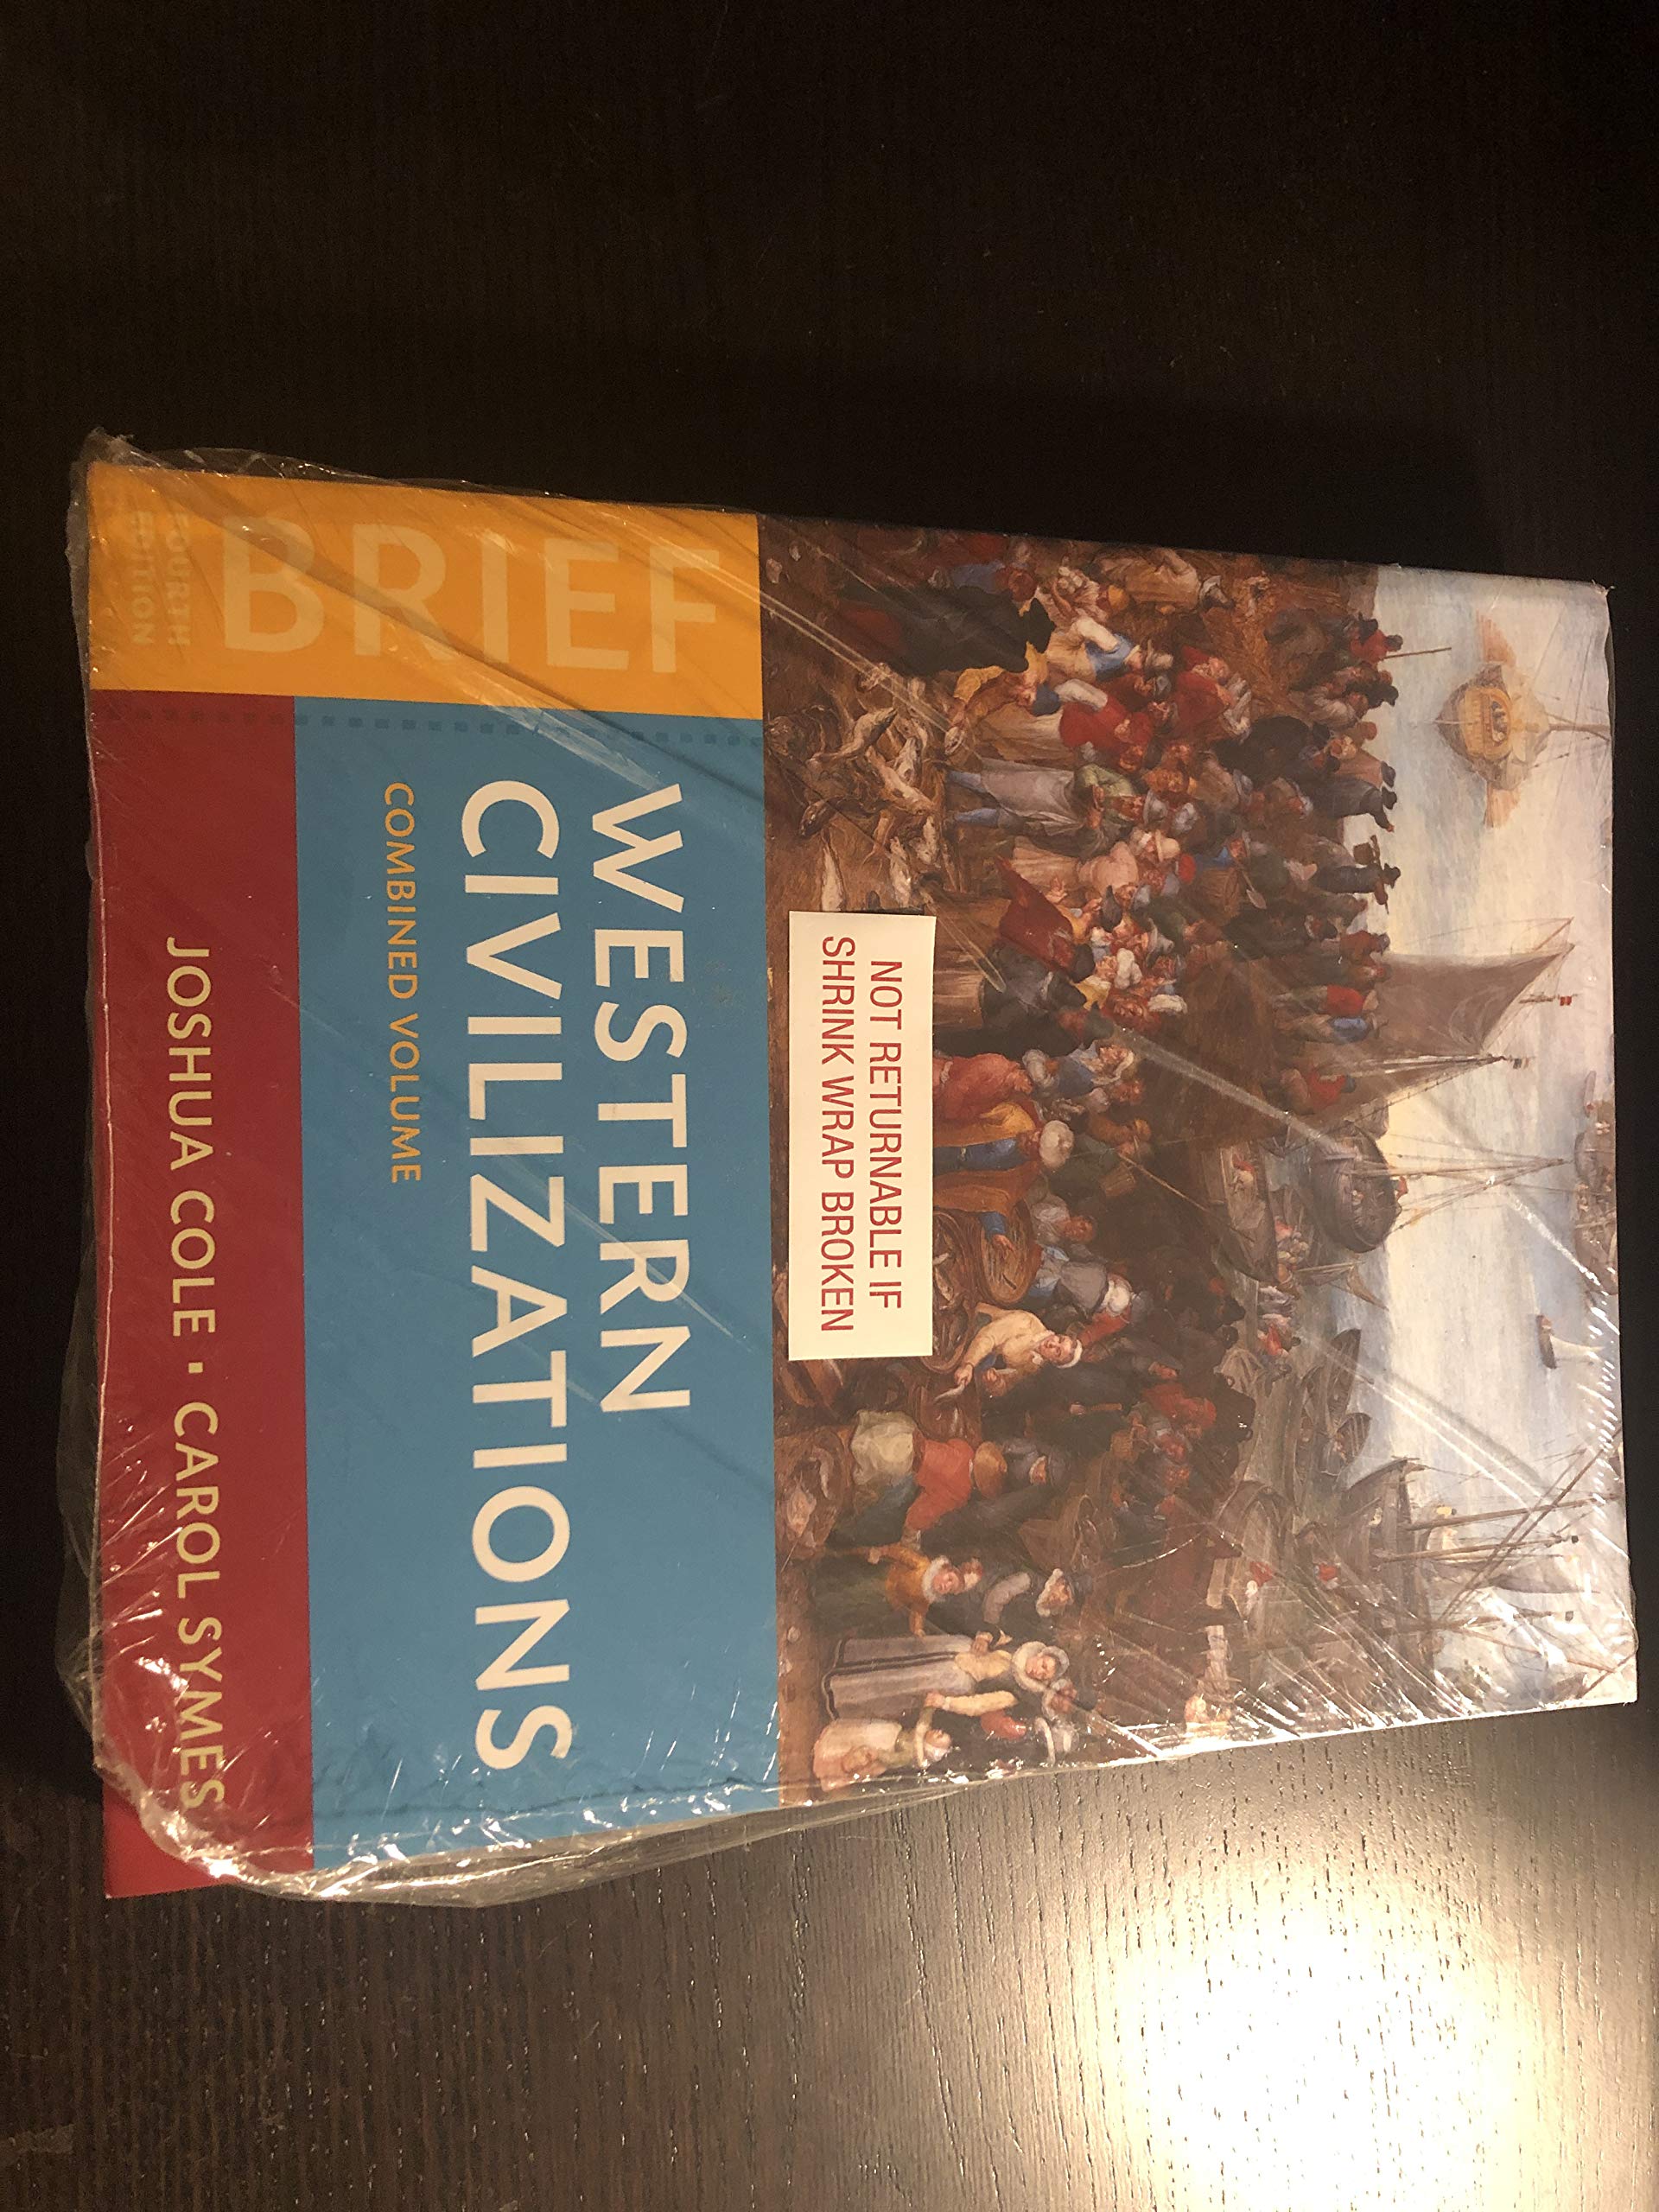 NOT RETURNABLE IF
SHRINK WRAP BROKEN
BRIEF
FOURTH
EDITION
WESTERN
CIVILIZATIONS
COMBINED VOLUME
JOSHUA COLE ▪ CAROL SYMES